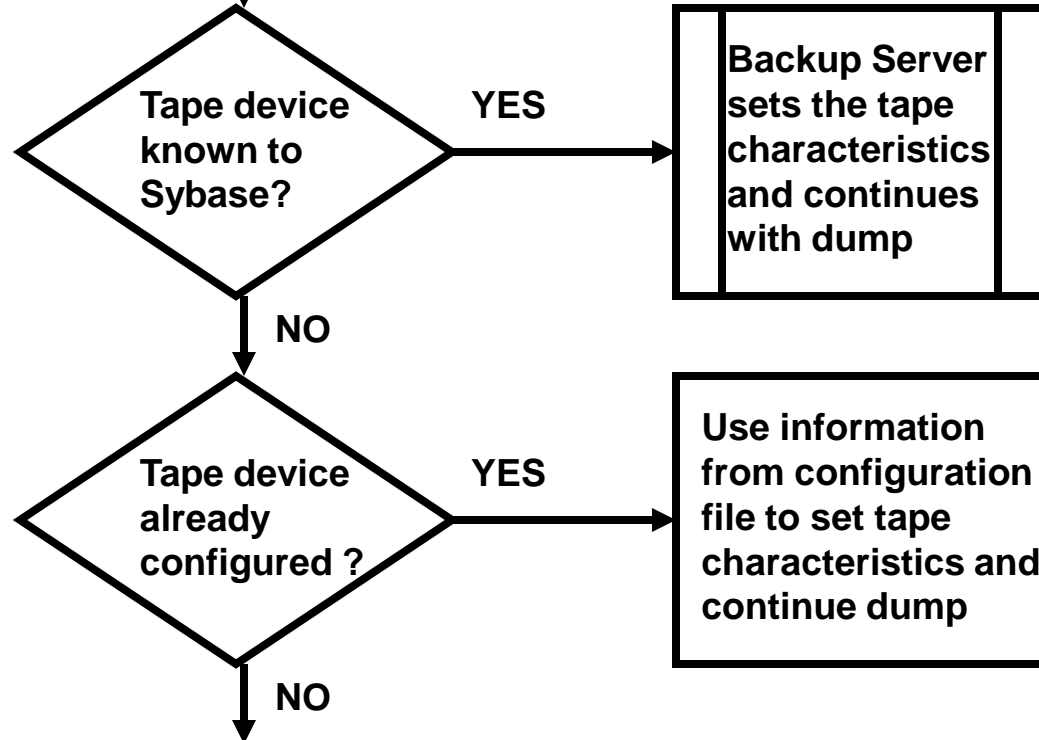 Tape device
known to
Sybase?
YES
Backup Server
sets the tape
characteristics
and continues
with dump
NO
Tape device
already
configured ?
YES
Use information
from configuration
file to set tape
characteristics and
continue dump
NO